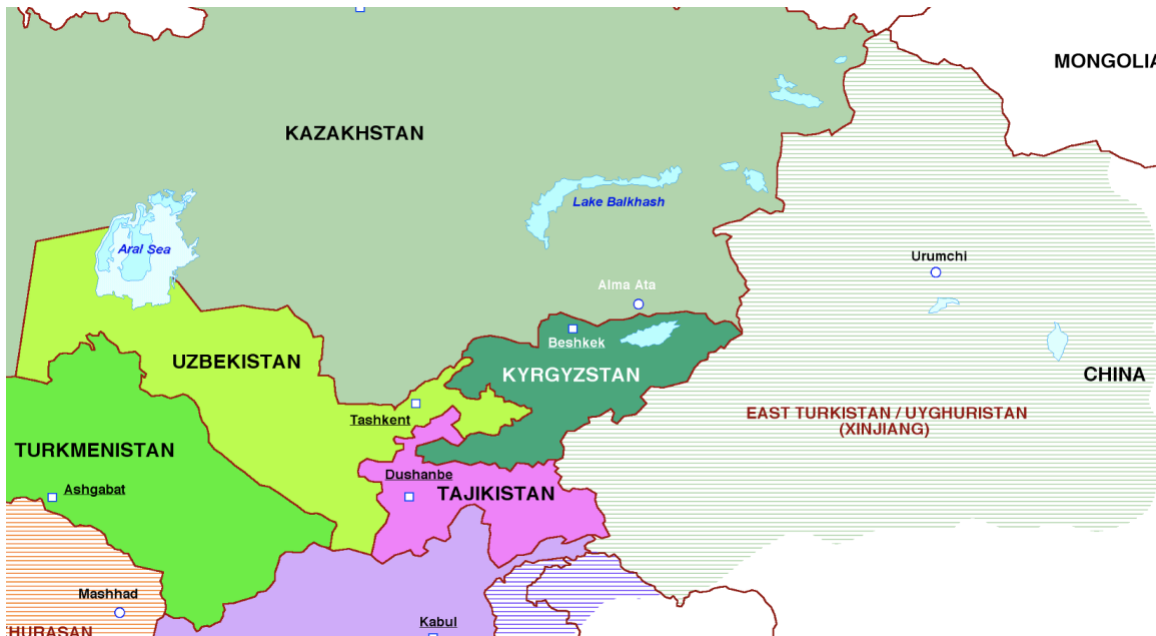 MONGOLIA
KAZAKHSTAN
Lake Balkhash
Aral Sea
Urumchi
Alma Ata
Beshkek
UZBEKISTAN
KYRGYZSTAN
CHINA
Tashkent
EAST TURKISTAN / UYGHURISTAN
(XINJIANG)
TURKMENISTAN
Dushanbe
Ashgabat
TAJIKISTAN
Mashhad
Kabul
HURASAN